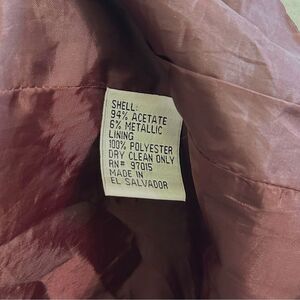 SHELL:
94% ACETATE
6% METALLIC
LINING
100% POLYESTER
DRY CLEAN ONLY
RN# 97015
MADE IN
EL SALVADOR